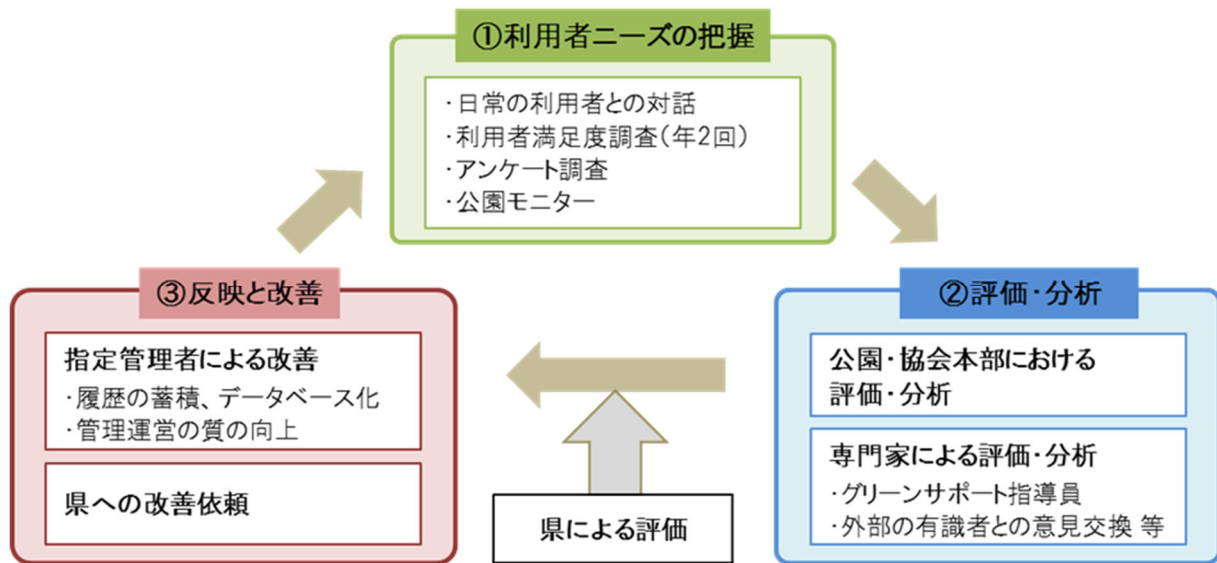 ①利用者ニーズの把握
・日常の利用者との対話
・利用者満足度調査(年2回)
・アンケート調査
・公園モニター
③反映と改善
指定管理者による改善
・履歴の蓄積、データベース化
・管理運営の質の向上
県への改善依頼
県による評価
②評価・分析
公園・協会本部における
評価・分析
専門家による評価・分析
・グリーンサポート指導員
・外部の有識者との意見交換 等